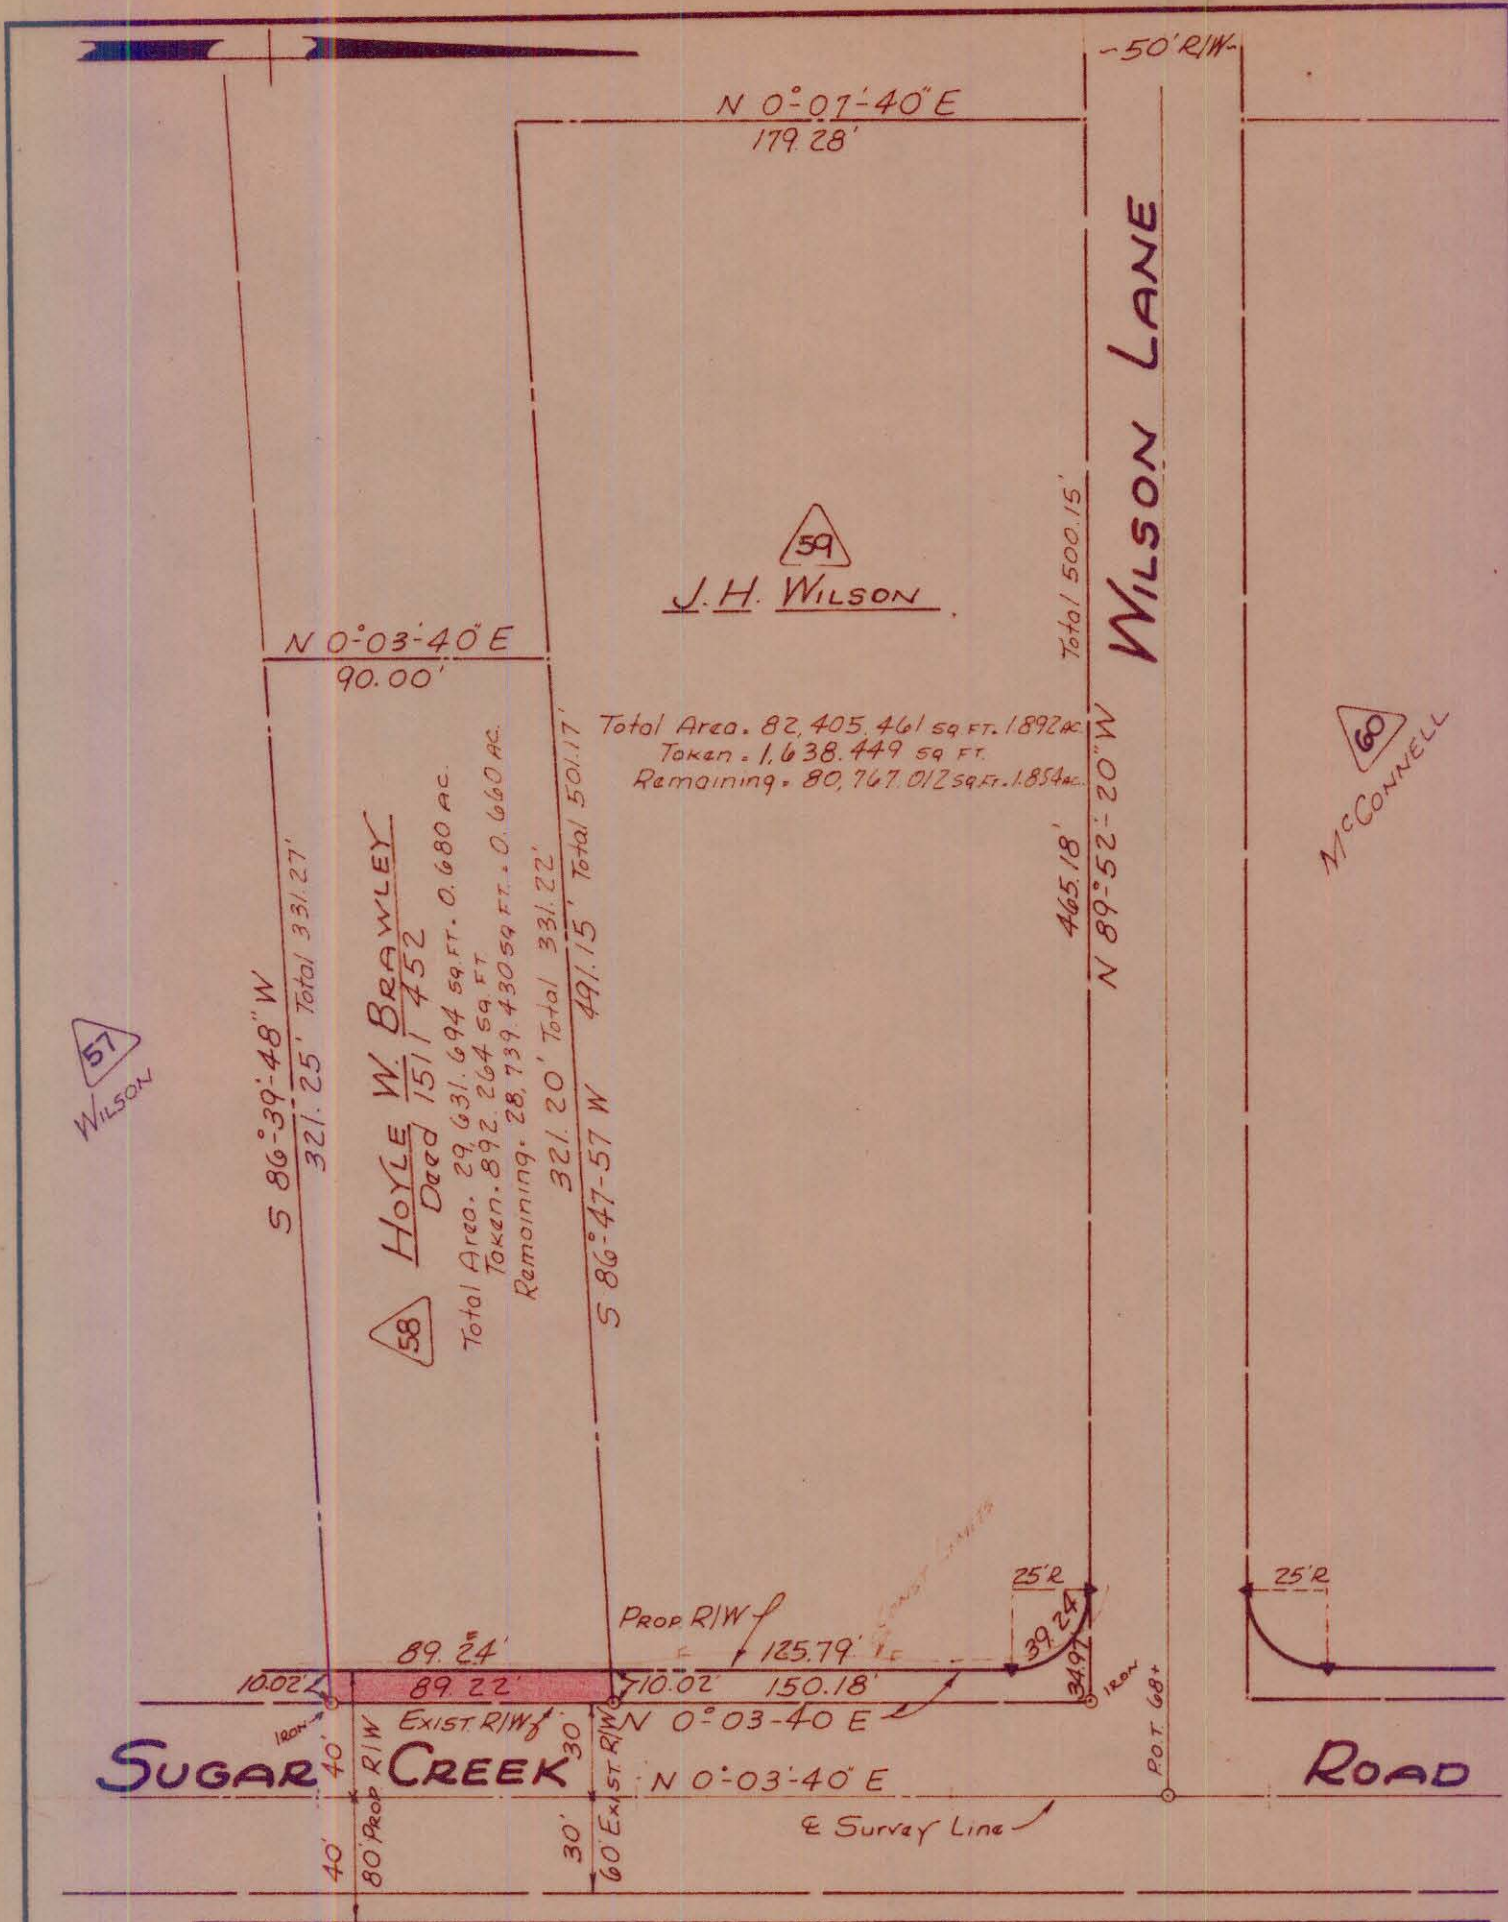 ~50' R/W~
N 0°-07'-40" E
179.28'
WILSON LANE
59
J. H. WILSON
Total Area = 82,405.461 sq. FT. 1.892 AC.
Taken = 1,638.449 sq FT.
Remaining = 80,767.012 sq. FT. 1.854 AC.
Total 500.15'
465.18'
N 89°-52'-20" W
60
McCONNELL
N 0°-03'-40" E
90.00'
57
WILSON
S 86°-39'-48" W
321.25' Total 331.27'
58
HOYLE W. BRAWLEY
Deed 1511 452
Total Area = 29,631.694 sq. FT. = 0.680 AC.
Taken = 892.264 sq FT
Remaining = 28,739.430 sq FT. = 0.660 AC.
321.20' Total 331.22'
491.15' Total 501.17'
S 86°-47-57 W
25'R
25'R
PROP. R/W
39.24
34.97
IRON
89.24'
125.79'
10.02'
89.22
10.02'
150.18'
IRON
EXIST. R/W
N 0°-03-40 E
SUGAR CREEK ROAD
N 0°-03'-40" E
P.O.T. 68+
40'
40'
80' PROP R/W
30'
30'
60' EXIST. R/W
℄ Survey Line